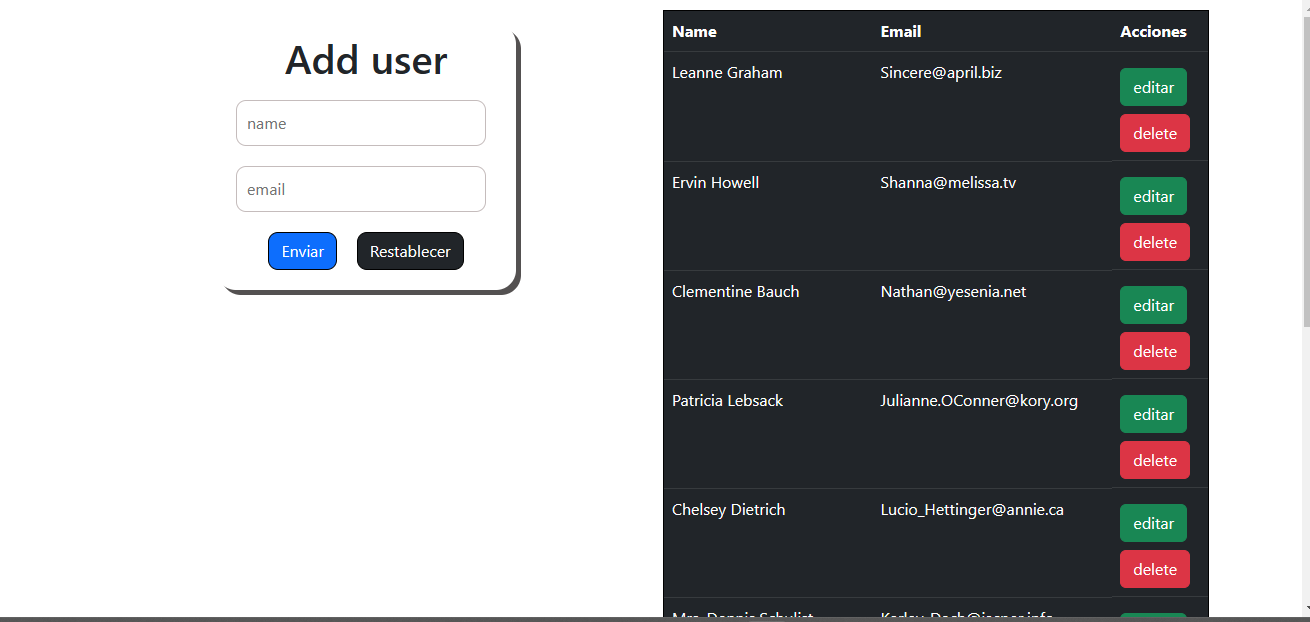 Add user
name
email
Enviar Restablecer
Name Email Acciones
Leanne Graham Sincere@april.biz editar
delete
Ervin Howell Shanna@melissa.tv editar
delete
Clementine Bauch Nathan@yesenia.net editar
delete
Patricia Lebsack Julianne.OConner@kory.org editar
delete
Chelsey Dietrich Lucio_Hettinger@annie.ca editar
delete